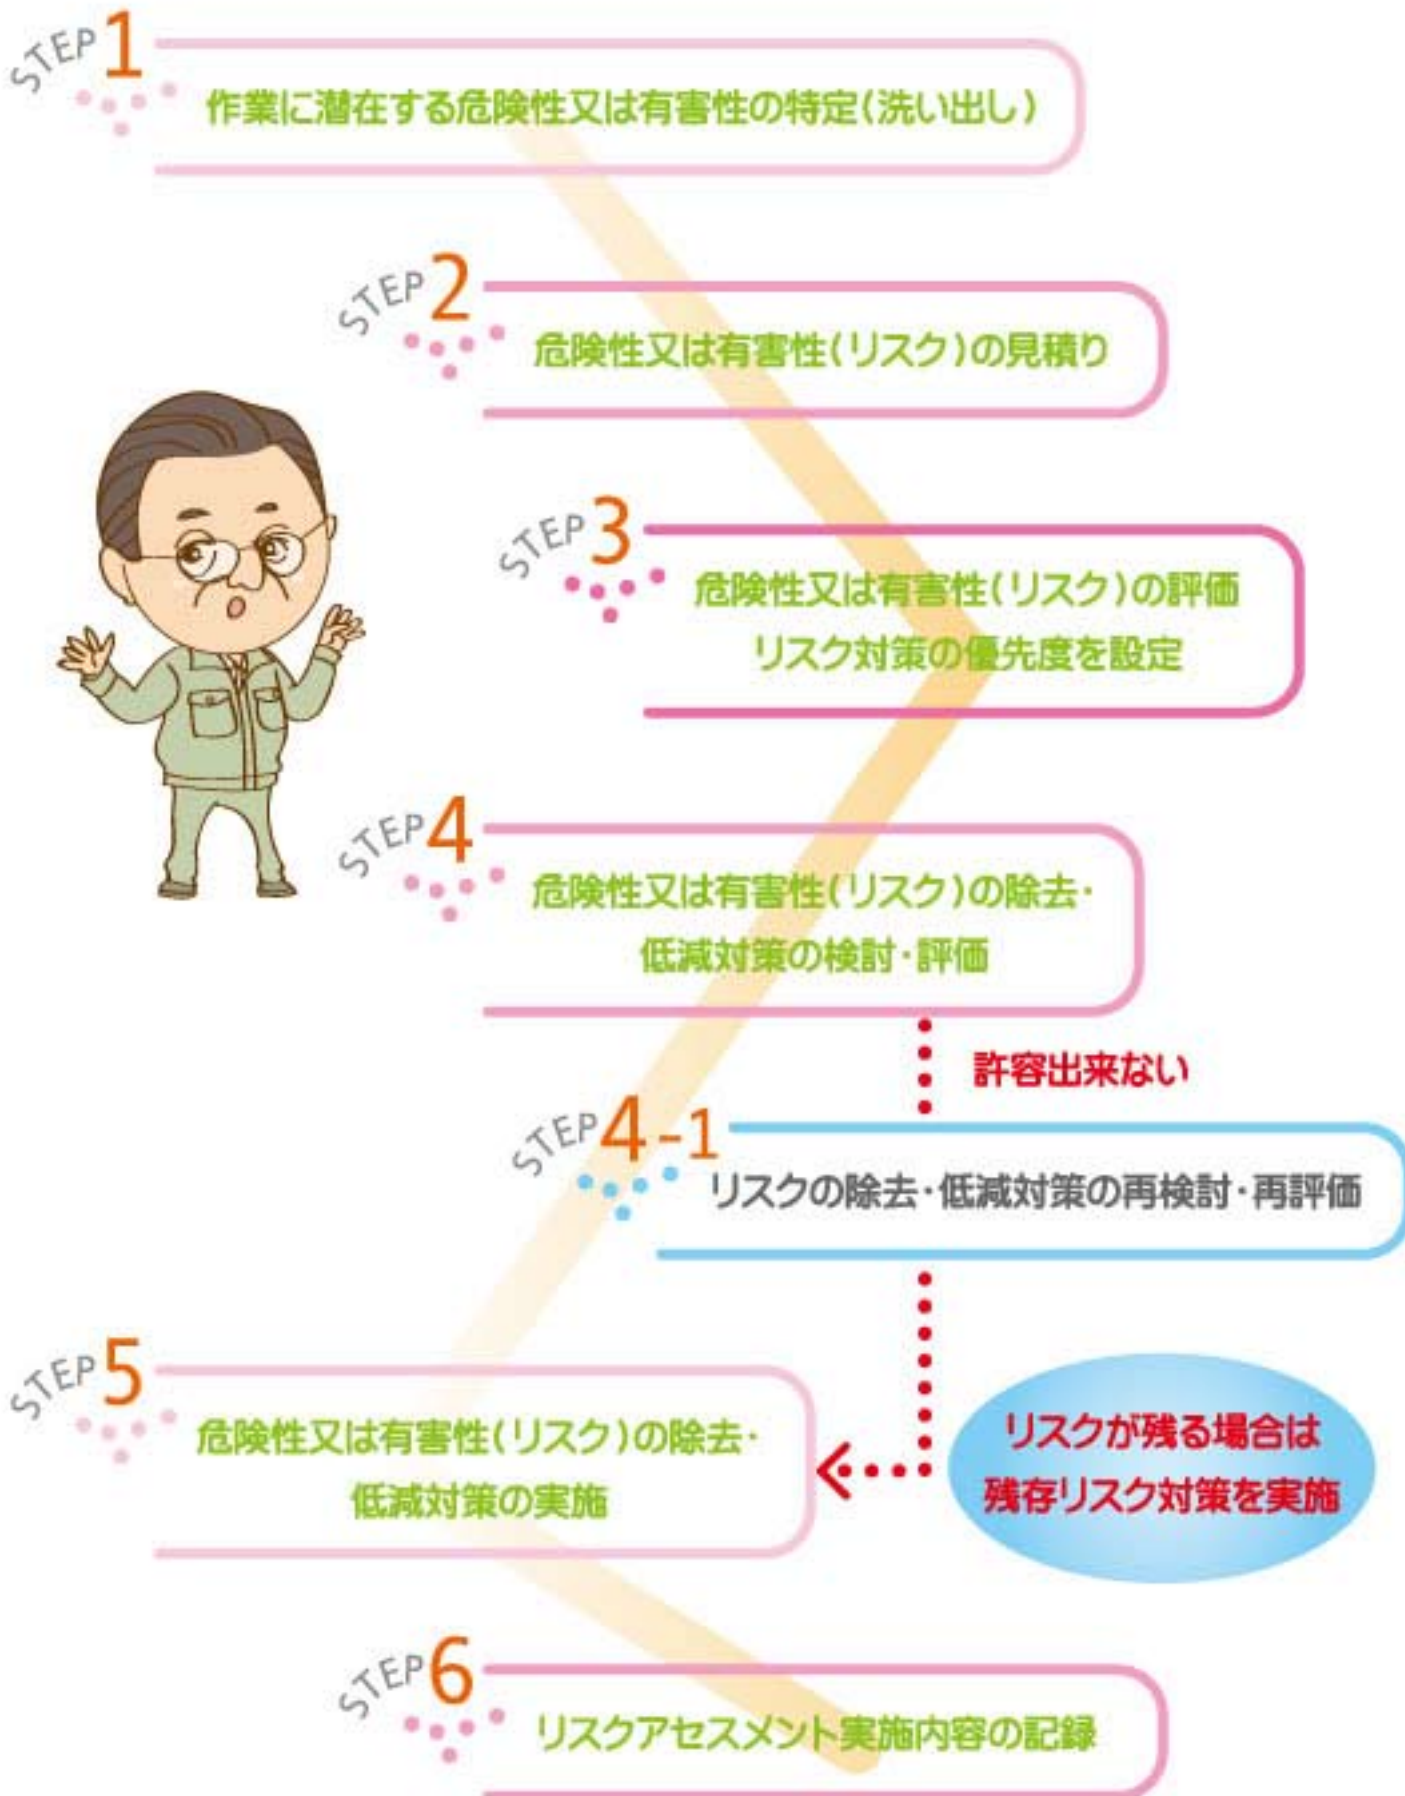 STEP1
作業に潜在する危険性又は有害性の特定(洗い出し)
STEP2
危険性又は有害性(リスク)の見積り
STEP3
危険性又は有害性(リスク)の評価
リスク対策の優先度を設定
STEP4
危険性又は有害性(リスク)の除去・
低減対策の検討・評価
許容出来ない
STEP4-1
リスクの除去・低減対策の再検討・再評価
STEP5
危険性又は有害性(リスク)の除去・
低減対策の実施
リスクが残る場合は
残存リスク対策を実施
STEP6
リスクアセスメント実施内容の記録